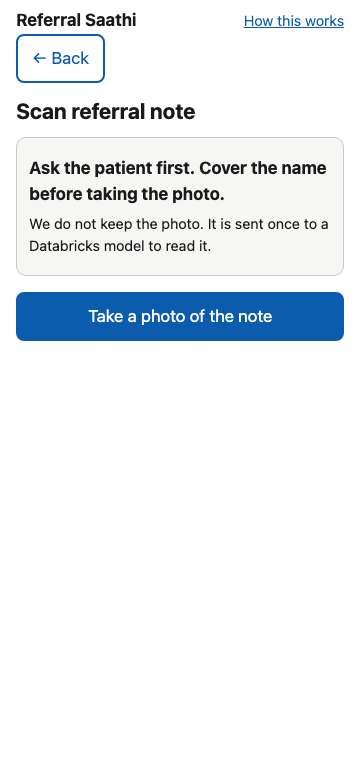 Referral Saathi
How this works
← Back
Scan referral note
Ask the patient first. Cover the name
before taking the photo.
We do not keep the photo. It is sent once to a
Databricks model to read it.
Take a photo of the note